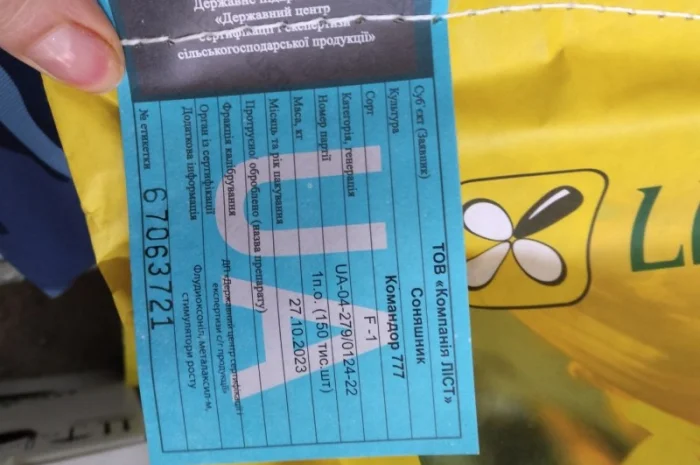 Державне
«Державний центр
сертифікації і експертизи
сільськогосподарської продукції»
Суб'єкт (Заявник) ТОВ «Компанія ЛІСТ»
Культура Соняшник
Сорт Командор 777
Категорія, генерація F -1
Номер партії UA-04-279/0124-22
Маса, кг 1п.о. (150 тис.шт)
Місяць та рік пакування 27.10.2023
Протруєно/ оброблено (назва препарату)
Фракція калібрування
Орган із сертифікації ДП «Державний центр сертифікації і
експертизи с/г продукції»
Додаткова інформація Флудиоксоніл, металаксил-м,
стимулятори росту
№ етикетки 67063721
UA